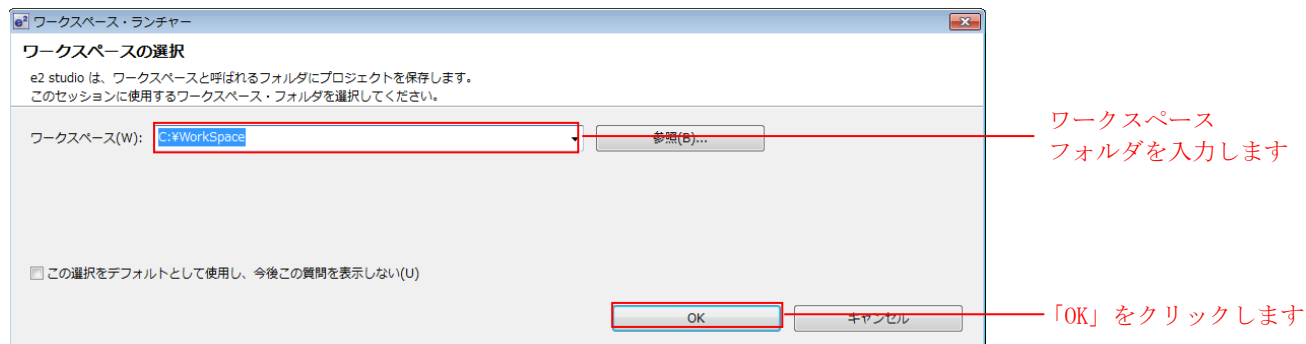 e² ワークスペース・ランチャー
ワークスペースの選択
e2 studio は、ワークスペースと呼ばれるフォルダにプロジェクトを保存します。
このセッションに使用するワークスペース・フォルダを選択してください。
ワークスペース(W): C:¥WorkSpace 参照(B)...
ワークスペース
フォルダを入力します
この選択をデフォルトとして使用し、今後この質問を表示しない(U)
OK キャンセル
「OK」をクリックします